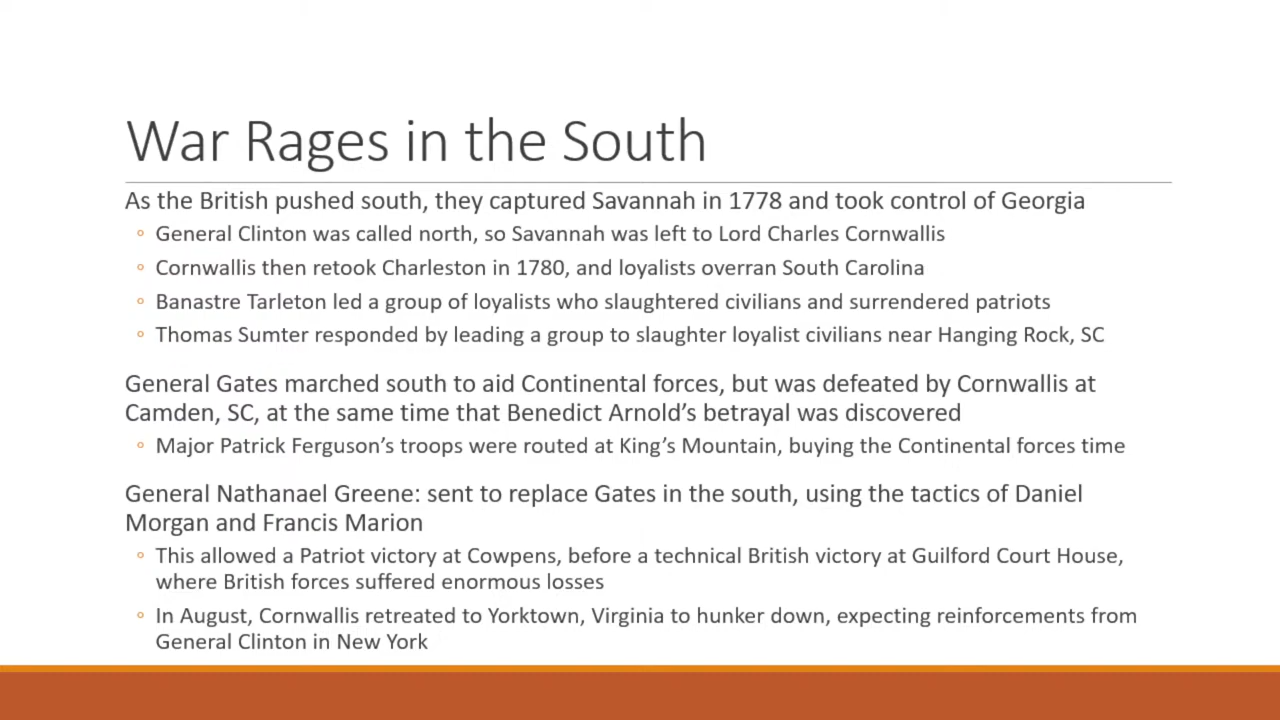 War Rages in the South
As the British pushed south, they captured Savannah in 1778 and took control of Georgia
◦ General Clinton was called north, so Savannah was left to Lord Charles Cornwallis
◦ Cornwallis then retook Charleston in 1780, and loyalists overran South Carolina
◦ Banastre Tarleton led a group of loyalists who slaughtered civilians and surrendered patriots
◦ Thomas Sumter responded by leading a group to slaughter loyalist civilians near Hanging Rock, SC
General Gates marched south to aid Continental forces, but was defeated by Cornwallis at
Camden, SC, at the same time that Benedict Arnold’s betrayal was discovered
◦ Major Patrick Ferguson’s troops were routed at King’s Mountain, buying the Continental forces time
General Nathanael Greene: sent to replace Gates in the south, using the tactics of Daniel
Morgan and Francis Marion
◦ This allowed a Patriot victory at Cowpens, before a technical British victory at Guilford Court House,
where British forces suffered enormous losses
◦ In August, Cornwallis retreated to Yorktown, Virginia to hunker down, expecting reinforcements from
General Clinton in New York